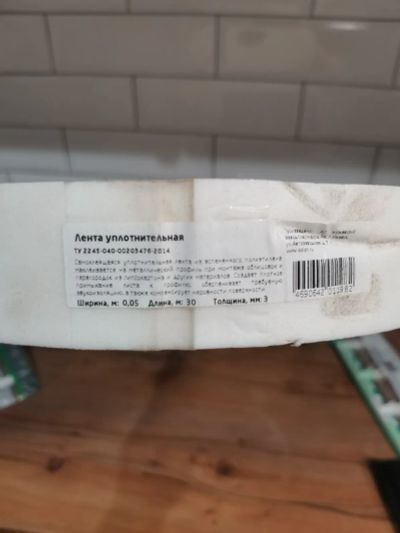 Лента уплотнительная
ТУ 2245-040-00203476-2014
Самоклеящаяся уплотнительная лента из вспененного полиэтилена
наклеивается на металлический профиль при монтаже облицовок и
перегородок из гипсокартона и других материалов. Создает плотное
примыкание листа к профилю, обеспечивает требуемую
звукоизоляцию, а также компенсирует неровности поверхности.
Ширина, м: 0,05 Длина, м: 30 Толщина, мм: 3